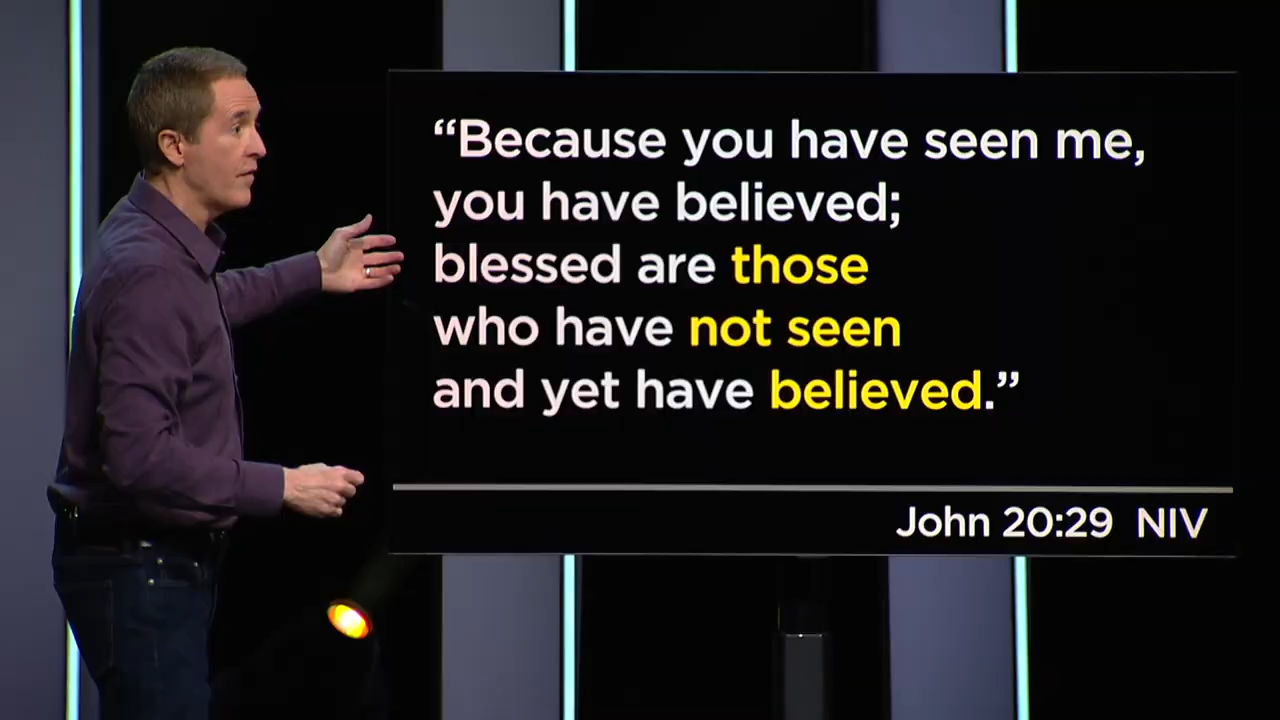 “Because you have seen me,
you have believed;
blessed are those
who have not seen
and yet have believed.”
John 20:29 NIV